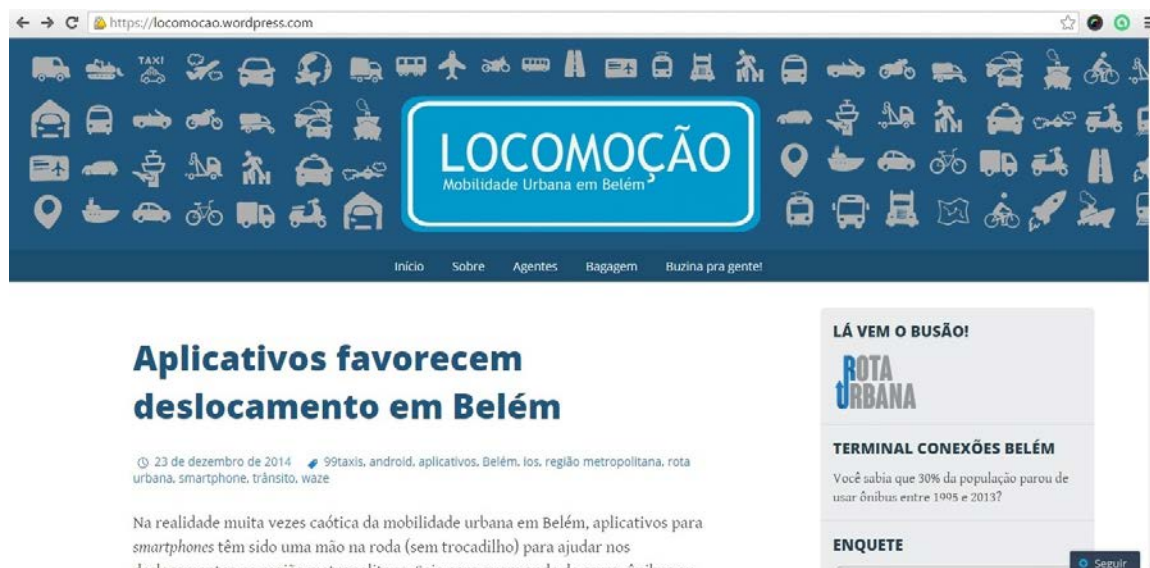 https://locomocao.wordpress.com
TAXI
LOCOMOÇÃO
Mobilidade Urbana em Belém
Início Sobre Agentes Bagagem Buzina pra gente!
Aplicativos favorecem
deslocamento em Belém
23 de dezembro de 2014 99taxis, android, aplicativos, Belém, ios, região metropolitana, rota
urbana, smartphone, trânsito, waze
Na realidade muita vezes caótica da mobilidade urbana em Belém, aplicativos para
smartphones têm sido uma mão na roda (sem trocadilho) para ajudar nos
LÁ VEM O BUSÃO!
ROTA
URBANA
TERMINAL CONEXÕES BELÉM
Você sabia que 30% da população parou de
usar ônibus entre 1995 e 2013?
ENQUETE
Seguir